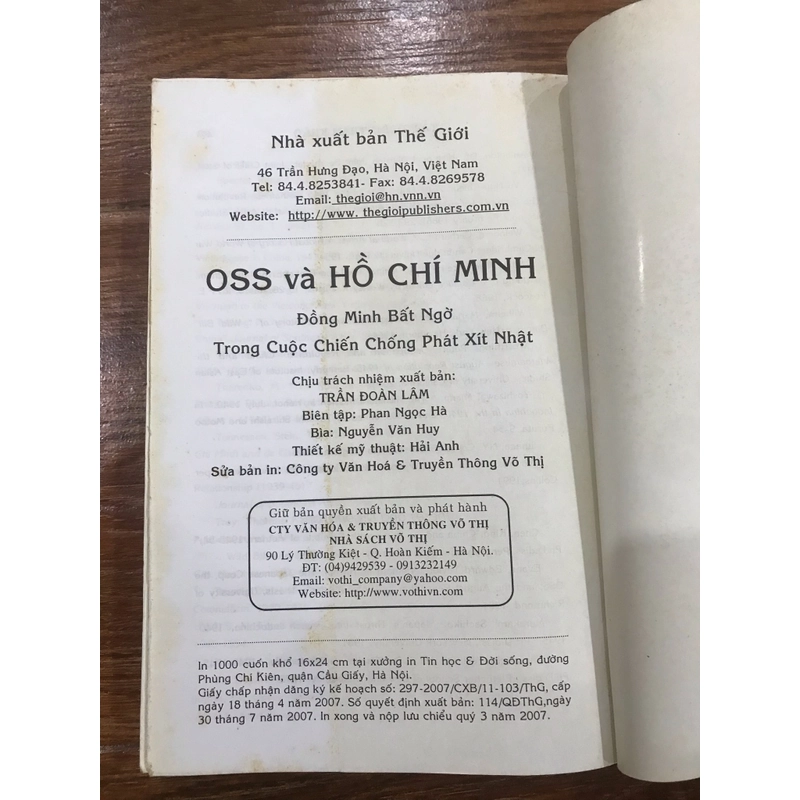 Nhà xuất bản Thế Giới
46 Trần Hưng Đạo, Hà Nội, Việt Nam
Tel: 84.4.8253841- Fax: 84.4.8269578
Email: thegioi@hn.vnn.vn
Website: http://www. thegioipublishers.com.vn
OSS và HỒ CHÍ MINH
Đồng Minh Bất Ngờ
Trong Cuộc Chiến Chống Phát Xít Nhật
Chịu trách nhiệm xuất bản:
TRẦN ĐOÀN LÂM
Biên tập: Phan Ngọc Hà
Bìa: Nguyễn Văn Huy
Thiết kế mỹ thuật: Hải Anh
Sửa bản in: Công ty Văn Hoá & Truyền Thông Võ Thị
Giữ bản quyền xuất bản và phát hành
CTY VĂN HÓA & TRUYỀN THÔNG VÕ THỊ
NHÀ SÁCH VÕ THỊ
90 Lý Thường Kiệt - Q. Hoàn Kiếm - Hà Nội.
ĐT: (04)9429539 - 0913232149
Email: vothi_company@yahoo.com
Website: http://www.vothivn.com
In 1000 cuốn khổ 16x24 cm tại xưởng in Tin học & Đời sống, đường
Phùng Chí Kiên, quận Cầu Giấy, Hà Nội.
Giấy chấp nhận đăng ký kế hoạch số: 297-2007/CXB/11-103/ThG, cấp
ngày 18 tháng 4 năm 2007. Số quyết định xuất bản: 114/QĐThG,ngày
30 tháng 7 năm 2007. In xong và nộp lưu chiểu quý 3 năm 2007.